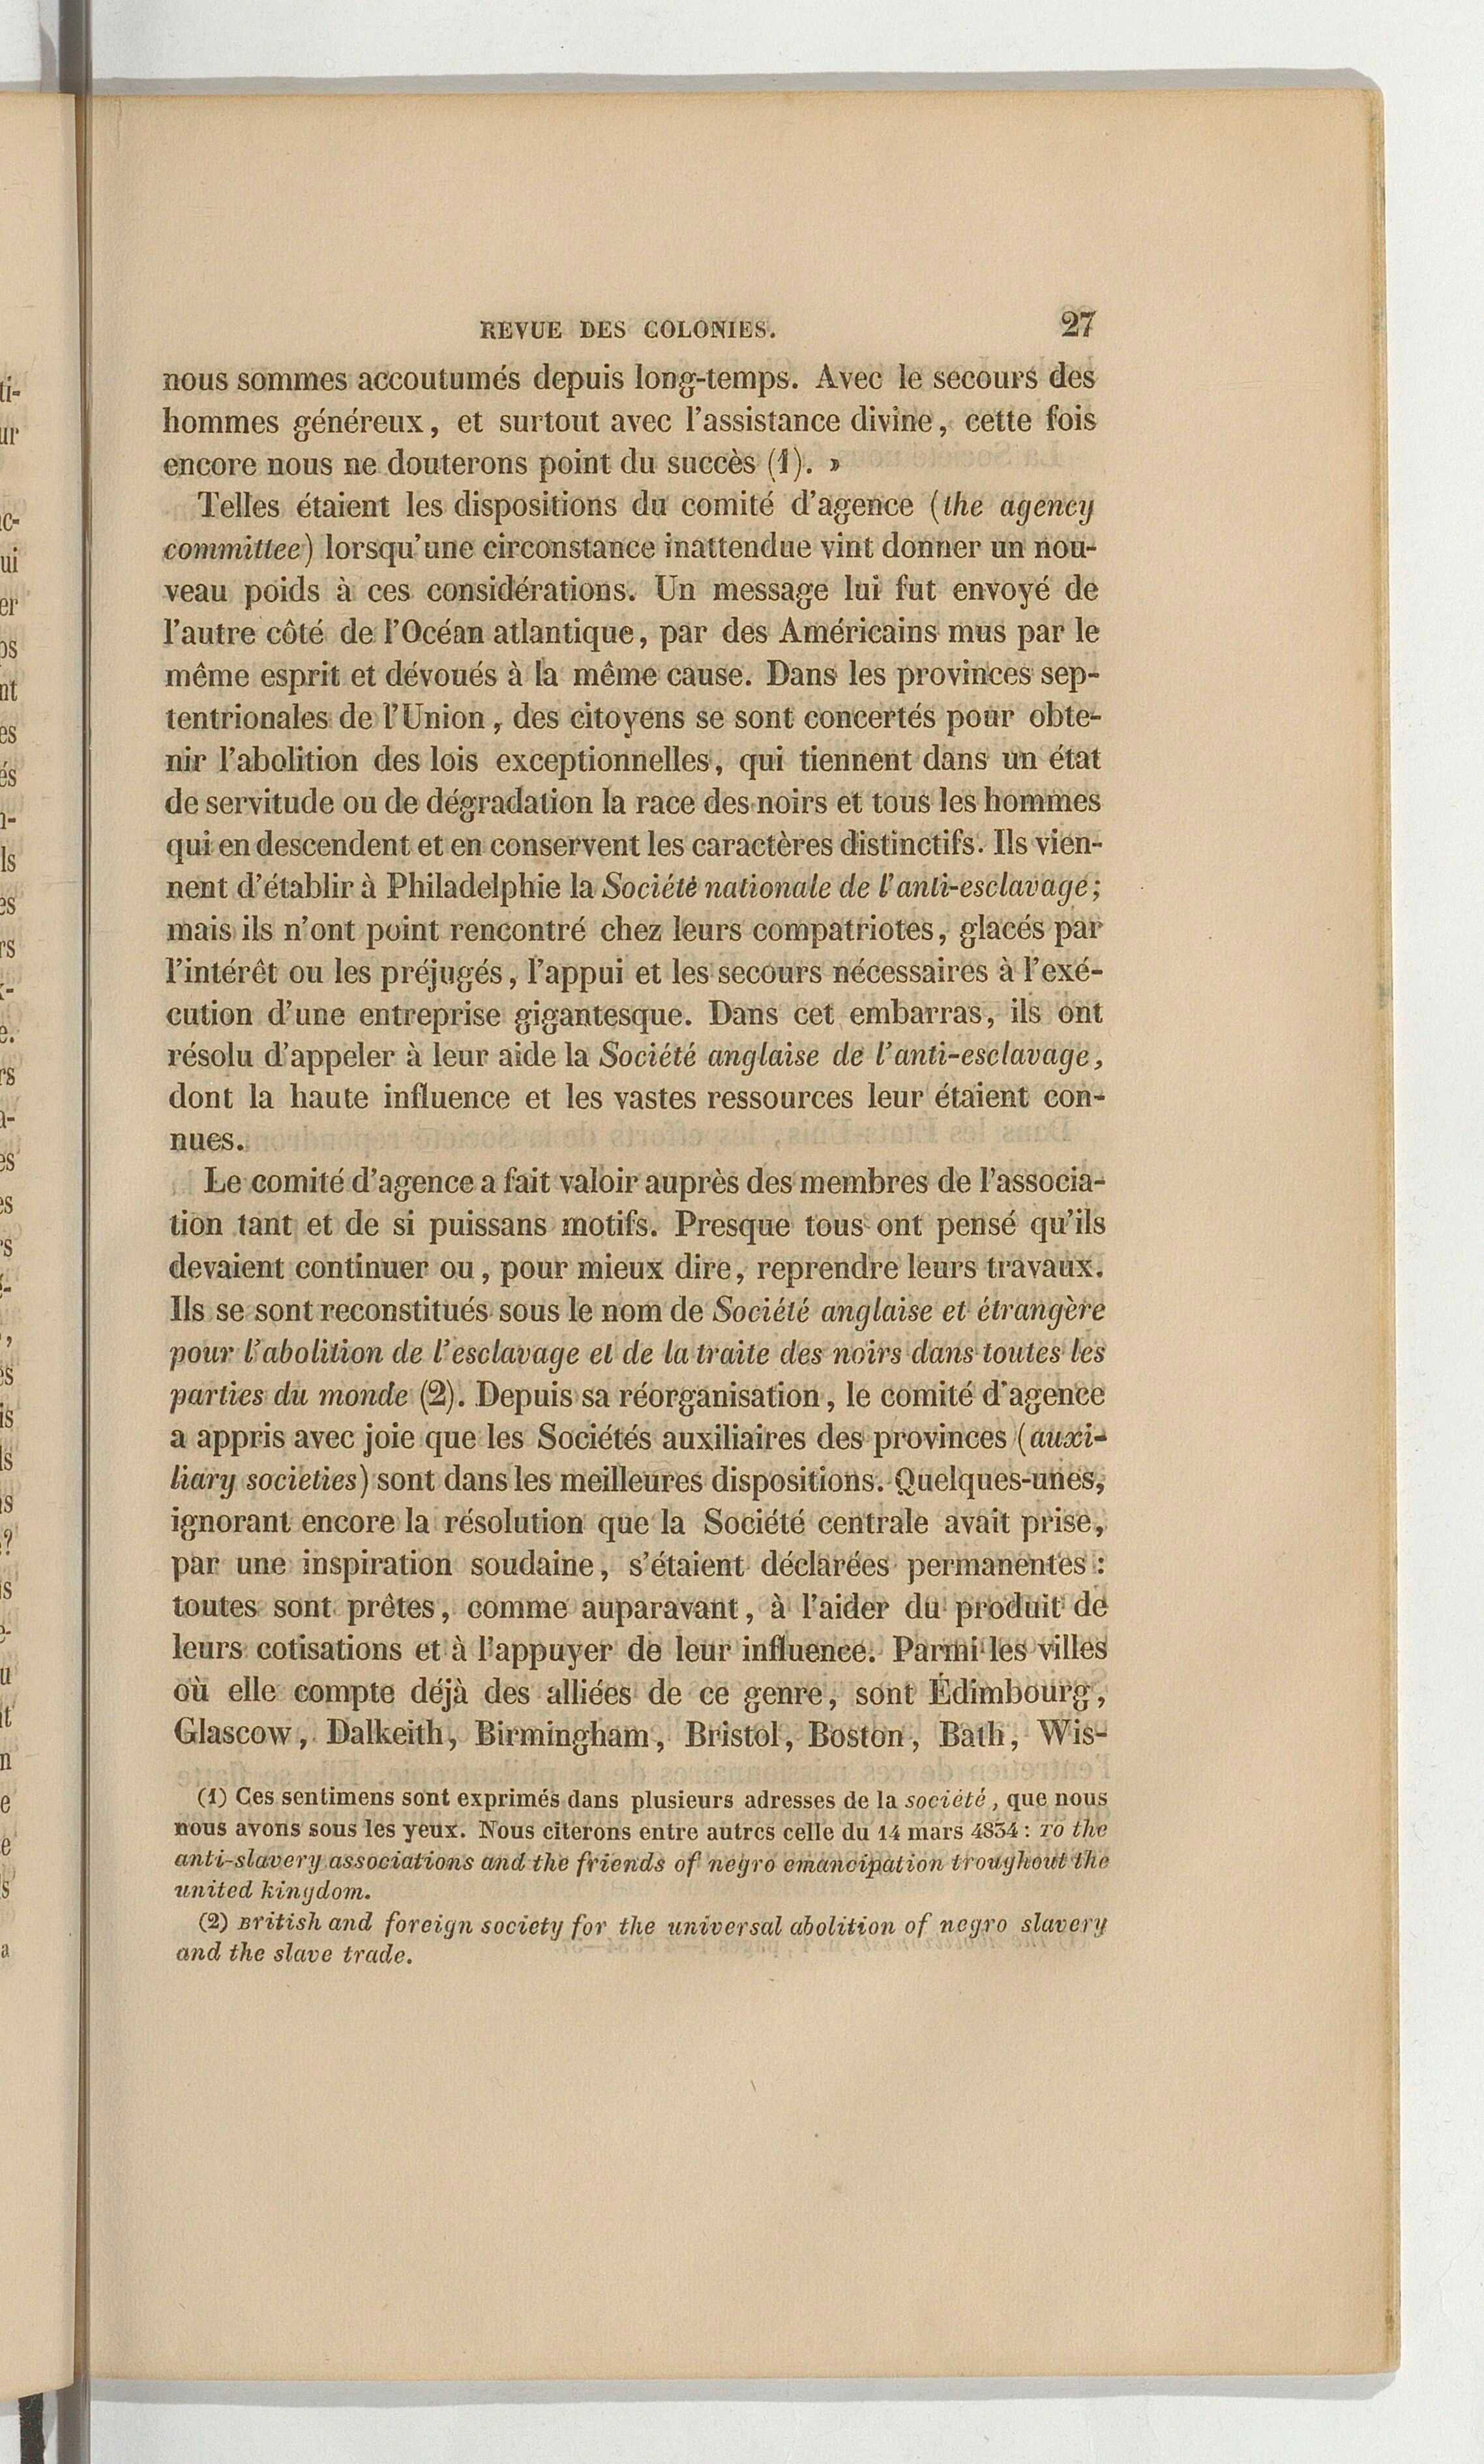 REVUE DES COLONIES. 27
nous sommes accoutumés depuis long-temps. Avec le secours des
hommes généreux, et surtout avec l'assistance divine, cette fois
encore nous ne douterons point du succès (1). »
Telles étaient les dispositions du comité d'agence (the agency
committee) lorsqu'une circonstance inattendue vint donner un nou-
veau poids à ces considérations. Un message lui fut envoyé de
l'autre côté de l'Océan atlantique, par des Américains mus par le
même esprit et dévoués à la même cause. Dans les provinces sep-
tentrionales de l'Union, des citoyens se sont concertés pour obte-
nir l'abolition des lois exceptionnelles, qui tiennent dans un état
de servitude ou de dégradation la race des noirs et tous les hommes
qui en descendent et en conservent les caractères distinctifs. Ils vien-
nent d'établir à Philadelphie la Société nationale de l'anti-esclavage;
mais ils n'ont point rencontré chez leurs compatriotes, glacés par
l'intérêt ou les préjugés, l'appui et les secours nécessaires à l'exé-
cution d'une entreprise gigantesque. Dans cet embarras, ils ont
résolu d'appeler à leur aide la Société anglaise de l'anti-esclavage,
dont la haute influence et les vastes ressources leur étaient con-
nues.
Le comité d'agence a fait valoir auprès des membres de l'associa-
tion tant et de si puissans motifs. Presque tous ont pensé qu'ils
devaient continuer ou, pour mieux dire, reprendre leurs travaux.
Ils se sont reconstitués sous le nom de Société anglaise et étrangère
pour l'abolition de l'esclavage et de la traite des noirs dans toutes les
parties du monde (2). Depuis sa réorganisation, le comité d'agence
a appris avec joie que les Sociétés auxiliaires des provinces (auxi-
liary societies) sont dans les meilleures dispositions. Quelques-unes,
ignorant encore la résolution que la Société centrale avait prise,
par une inspiration soudaine, s'étaient déclarées permanentes :
toutes sont prêtes, comme auparavant, à l'aider du produit de
leurs cotisations et à l'appuyer de leur influence. Parmi les villes
où elle compte déjà des alliées de ce genre, sont Édimbourg,
Glascow, Dalkeith, Birmingham, Bristol, Boston, Bath, Wis-
(1) Ces sentimens sont exprimés dans plusieurs adresses de la société, que nous
nous avons sous les yeux. Nous citerons entre autres celle du 14 mars 1834 : To the
anti-slavery associations and the friends of negro emancipation troughout the
united kingdom.
(2) British and foreign society for the universal abolition of negro slavery
and the slave trade.